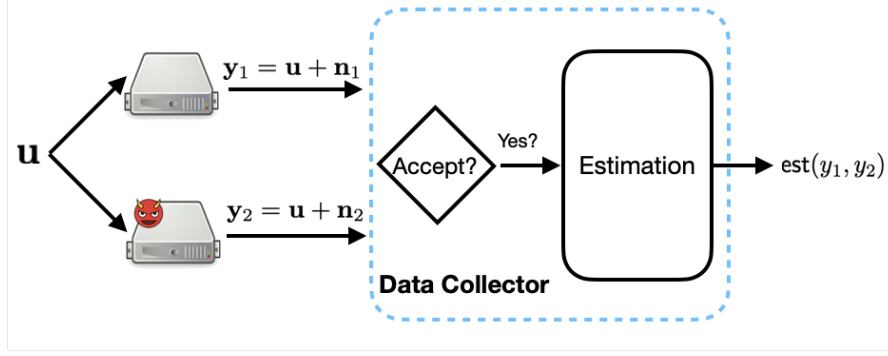 u
y₁ = u + n₁
y₂ = u + n₂
Accept?
Yes?
Estimation
est(y₁, y₂)
Data Collector